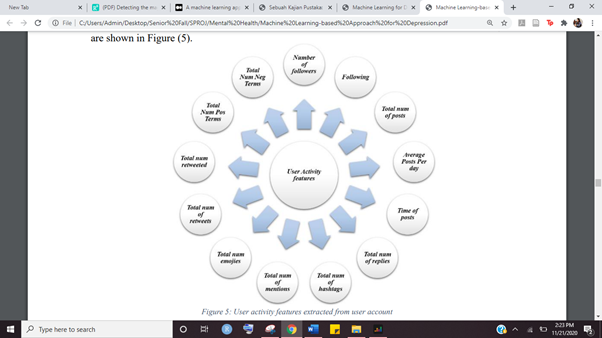 New Tab
(PDF) Detecting the mo
A machine learning app
Sebuah Kajian Pustaka:
Machine Learning for D
Machine Learning-base
File | C:/Users/Admin/Desktop/Senior%20Fall/SPROJ/Mental%20Health/Machine%20Learning-based%20Approach%20for%20Depression.pdf
are shown in Figure (5).
Number
of
followers
Following
Total num
of posts
Average
Posts Per
day
Time of
posts
Total num
of replies
Total num
of
hashtags
Total num
of
mentions
Total num
emojies
Total num
of
retweets
Total num
retweeted
Total
Num Pos
Terms
Total
Num Neg
Terms
User Activity
features
Figure 5: User activity features extracted from user account
Type here to search
2:23 PM
11/21/2020